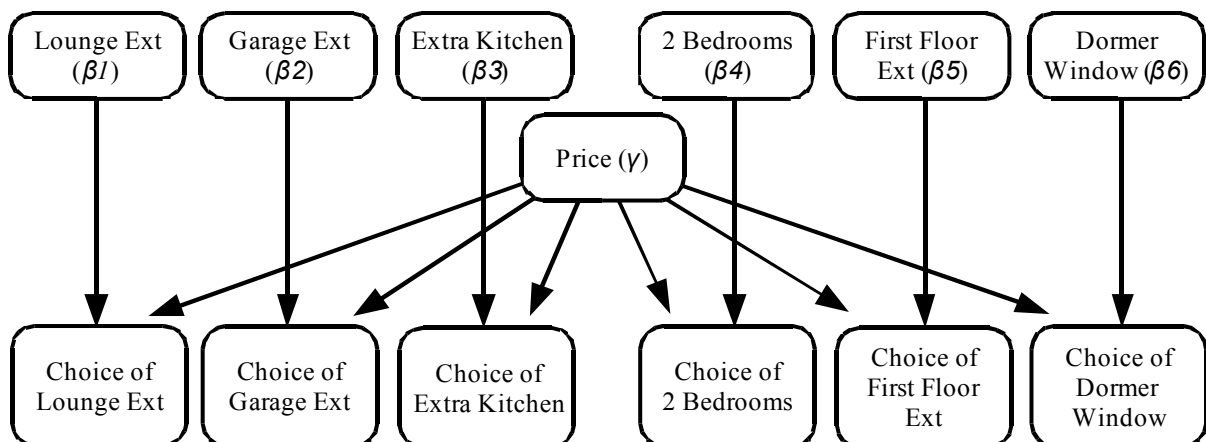 Lounge Ext
(β1)
Garage Ext
(β2)
Extra Kitchen
(β3)
2 Bedrooms
(β4)
First Floor
Ext (β5)
Dormer
Window (β6)
Price (γ)
Choice of
Lounge Ext
Choice of
Garage Ext
Choice of
Extra Kitchen
Choice of
2 Bedrooms
Choice of
First Floor
Ext
Choice of
Dormer
Window